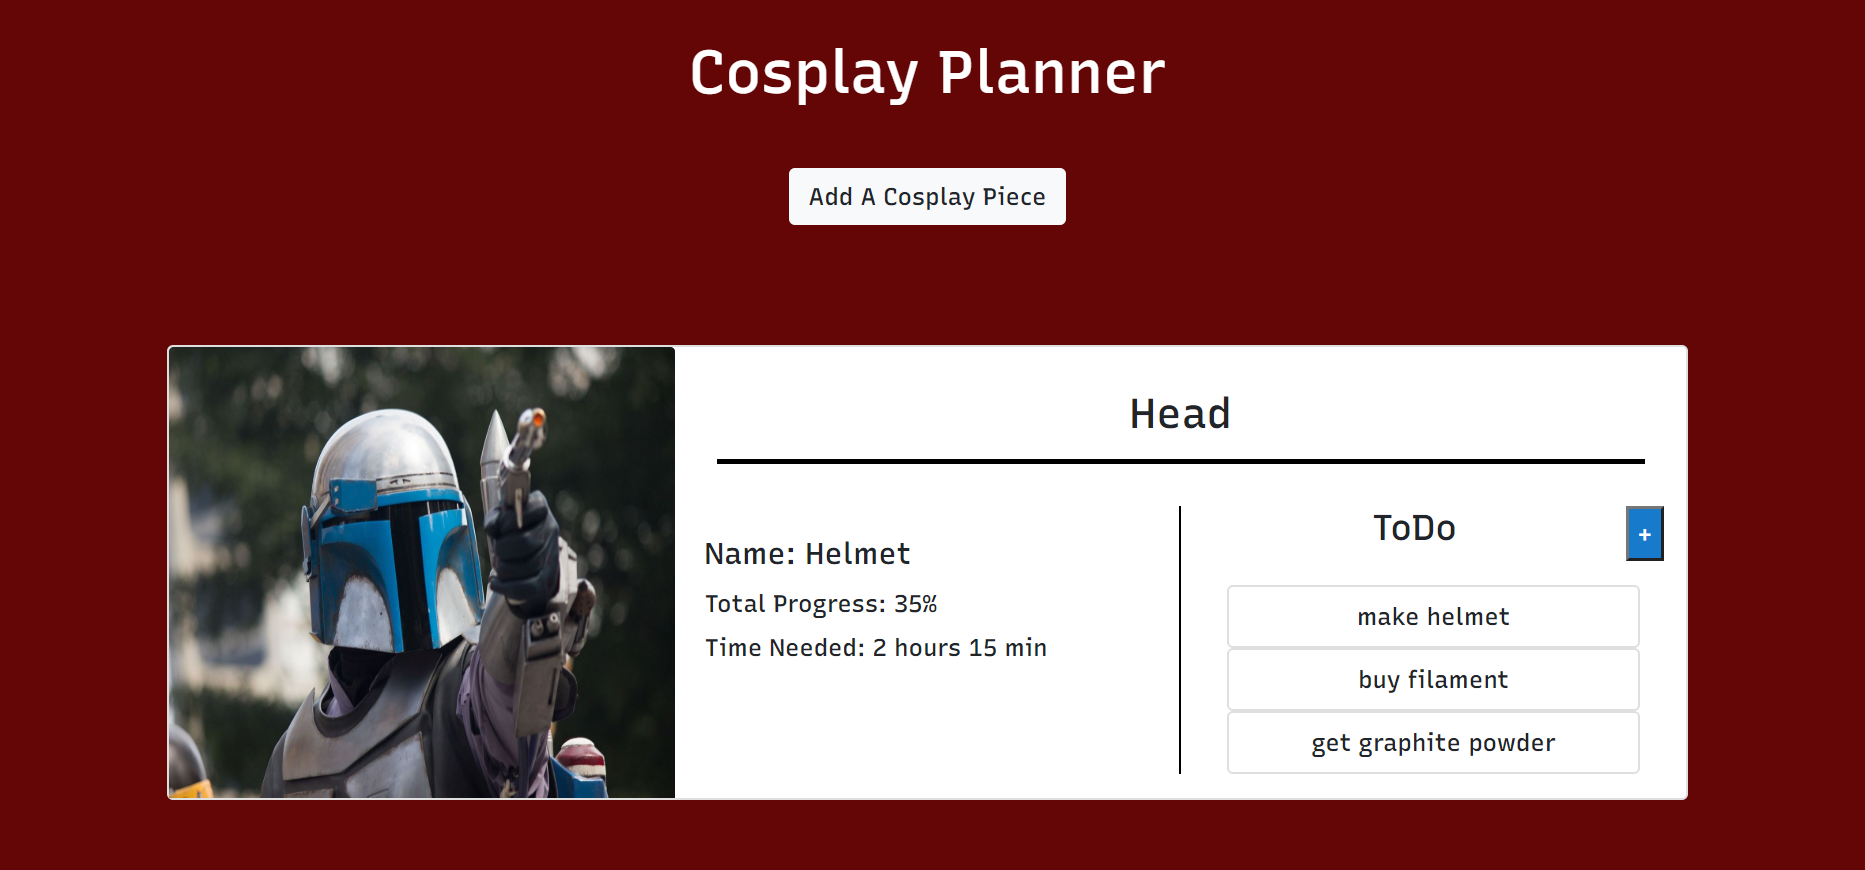 Cosplay Planner
Add A Cosplay Piece
Head
Name: Helmet
Total Progress: 35%
Time Needed: 2 hours 15 min
ToDo
+
make helmet
buy filament
get graphite powder